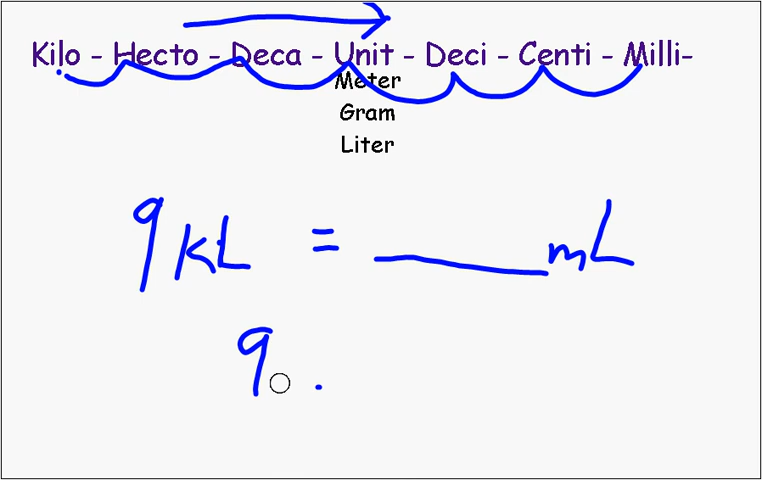 Kilo - Hecto - Deca - Unit - Deci - Centi - Milli-
Meter
Gram
Liter
9 kL = ____ mL
9 .